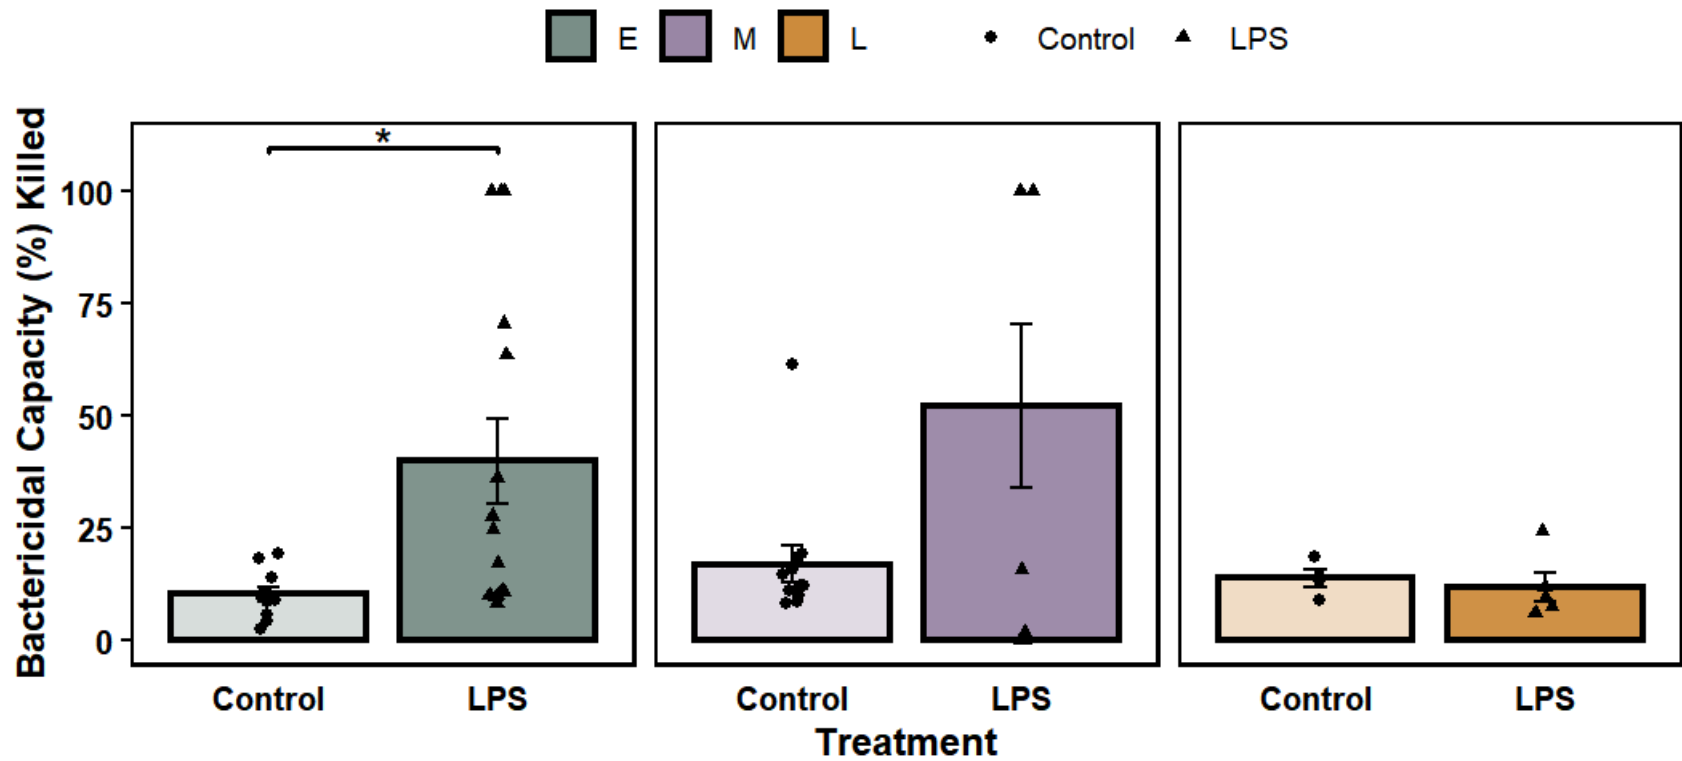 E M L Control LPS
Bactericidal Capacity (%) Killed
*
100
75
50
25
0
Control LPS Control LPS Control LPS
Treatment